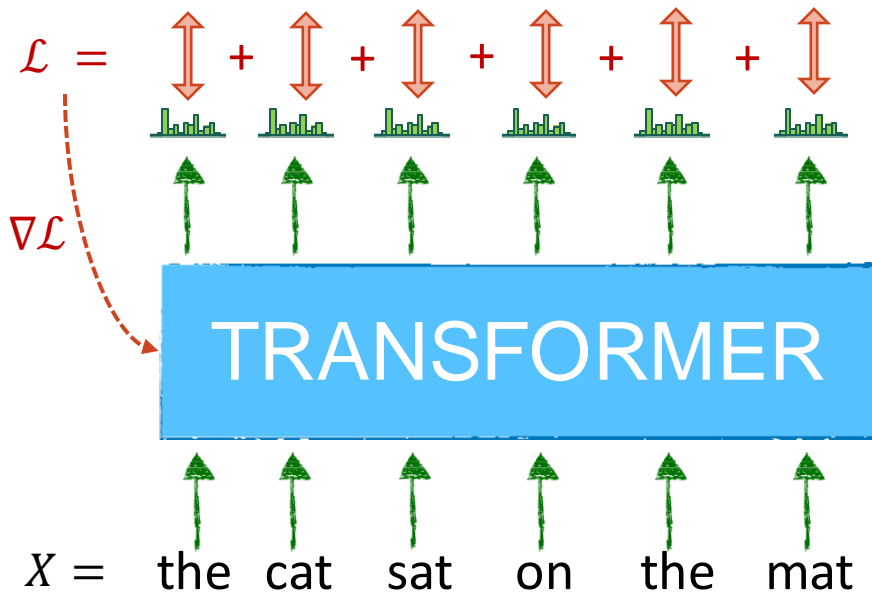 ℒ = + + + + +
∇ℒ
TRANSFORMER
X = the cat sat on the mat